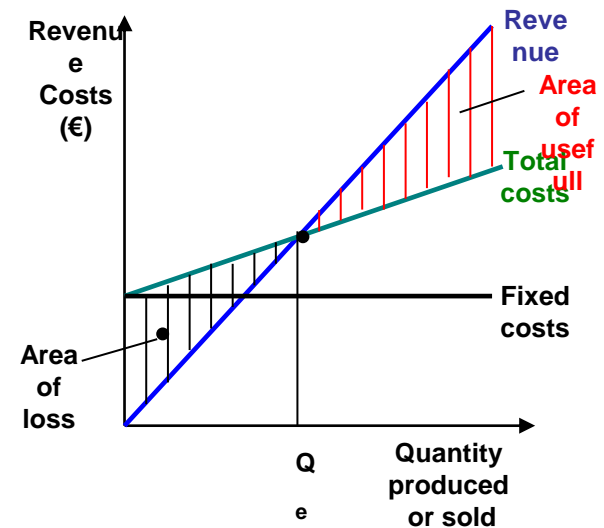 Revenu
e
Costs
(€)
Reve
nue
Area
of
usef
ull
Total
costs
Fixed
costs
Area
of
loss
Q
e
Quantity
produced
or sold